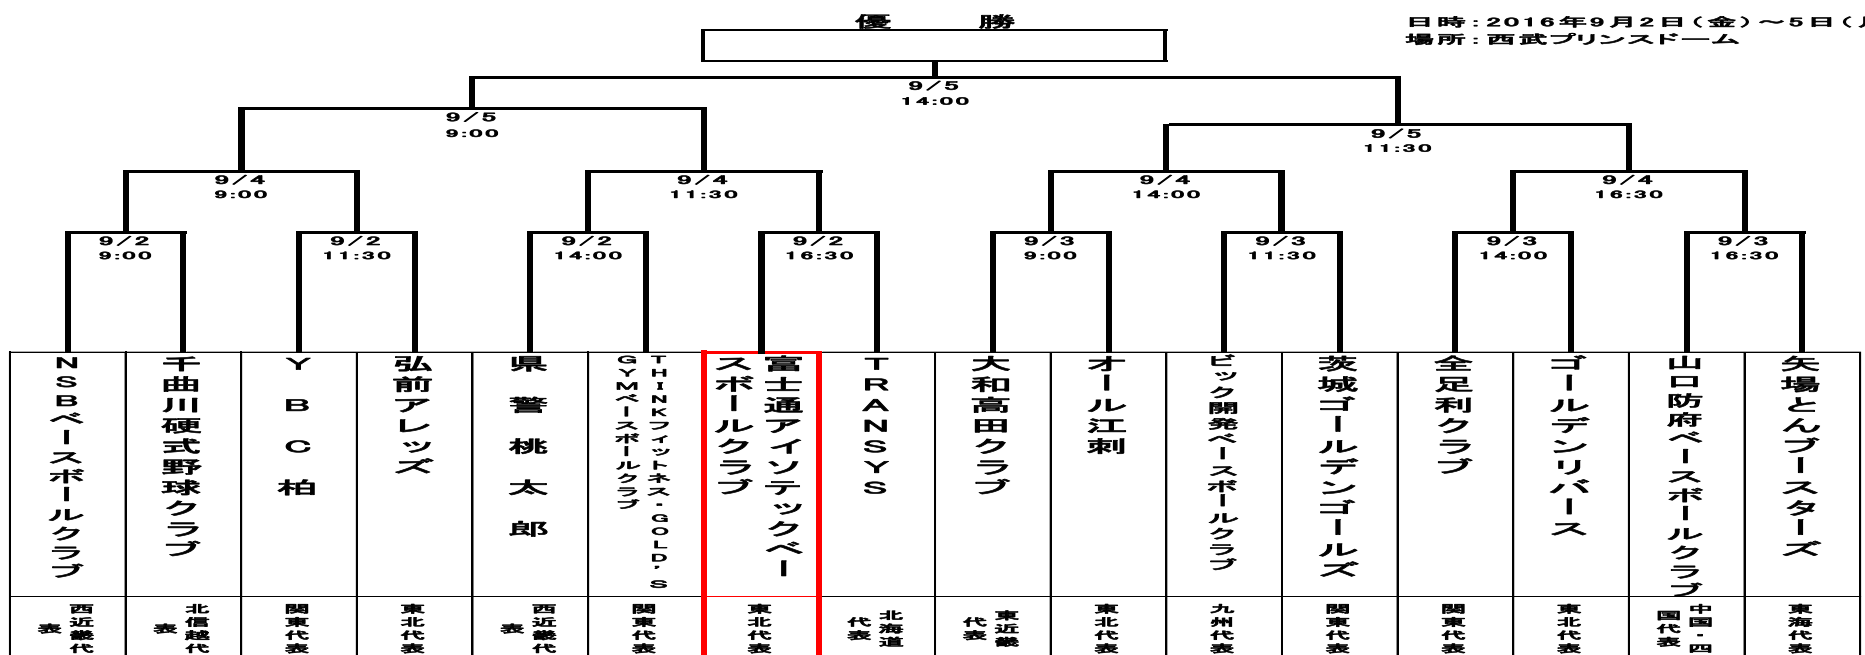 優 勝
日時:2016年9月2日(金)~5日(
場所:西武プリンスドーム
9/5
14:00
9/5
9:00
9/5
11:30
9/4
9:00
9/4
11:30
9/4
14:00
9/4
16:30
9/2
9:00
9/2
11:30
9/2
14:00
9/2
16:30
9/3
9:00
9/3
11:30
9/3
14:00
9/3
16:30
NSBベースボールクラブ
千曲川硬式野球クラブ
YBC柏
弘前アレッズ
県警桃太郎
THINKフィットネス・GOLD'S
GYMベースボールクラブ
富士通アイソテックベー
スボールクラブ
TRANSYS
大和高田クラブ
オール江刺
ビック開発ベースボールクラブ
茨城ゴールデンゴールズ
全足利クラブ
ゴールデンリバース
山口防府ベースボールクラブ
矢場とんブースターズ
西近畿代
表
北信越代
表
関東代表
東北代表
西近畿代
表
関東代表
東北代表
北海道
代表
東近畿
代表
東北代表
九州代表
関東代表
関東代表
東北代表
中国・四
国代表
東海代表